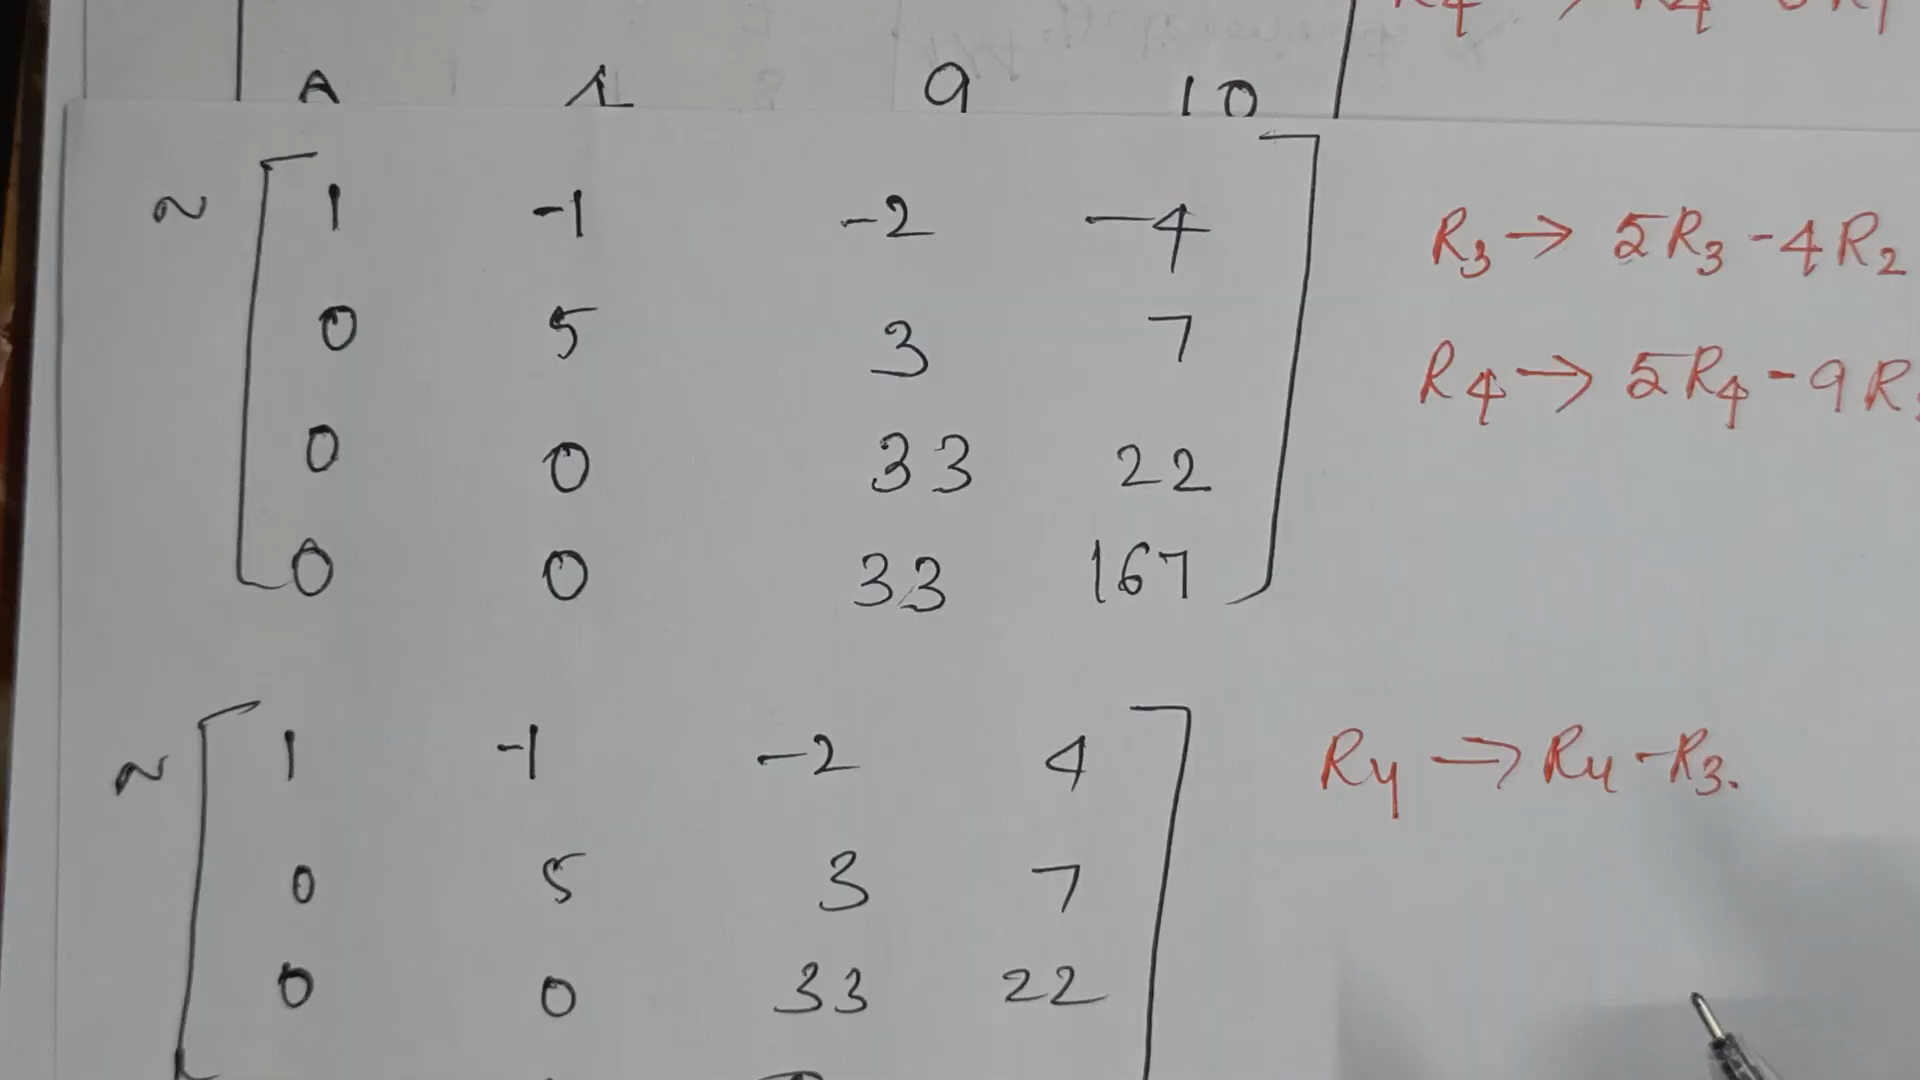 9 10
~ 1 -1 -2 -4 R3 → 5R3 - 4R2
0 5 3 7
R4 → 5R4 - 9R
0 0 33 22
0 0 33 167
~ 1 -1 -2 4 R4 → R4 - R3.
0 5 3 7
0 0 33 22